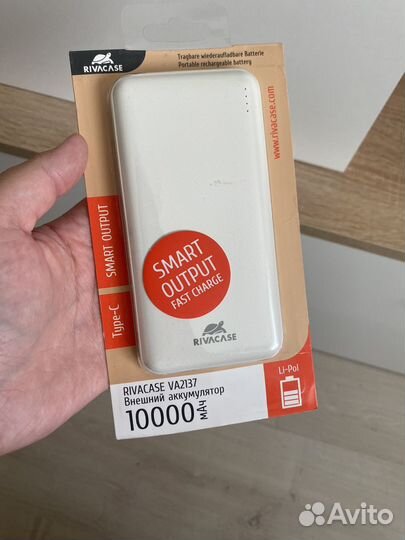 RIVACASE
Tragbare wiederaufladbare Batterie
Portable rechargeable battery
www.rivacase.com
SMART OUTPUT
Type-C
SMART
OUTPUT
FAST CHARGE
RIVACASE
Li-Pol
RIVACASE VA2137
Внешний аккумулятор
10000 мАч
Avito